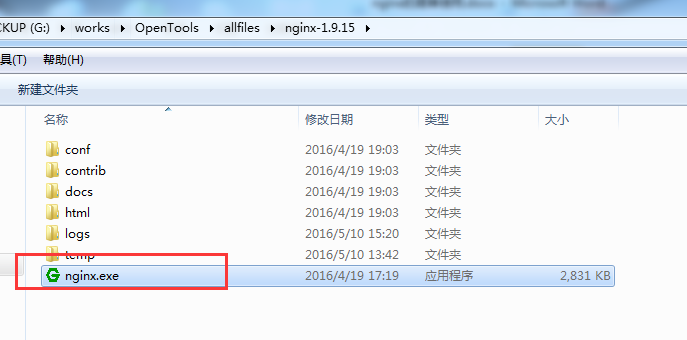 CKUP (G:) ▸ works ▸ OpenTools ▸ allfiles ▸ nginx-1.9.15 ▸
具(T) 帮助(H)
新建文件夹
名称 修改日期 类型 大小
conf 2016/4/19 19:03 文件夹
contrib 2016/4/19 19:03 文件夹
docs 2016/4/19 19:03 文件夹
html 2016/4/19 19:03 文件夹
logs 2016/5/10 15:20 文件夹
temp 2016/5/10 13:42 文件夹
nginx.exe 2016/4/19 17:19 应用程序 2,831 KB